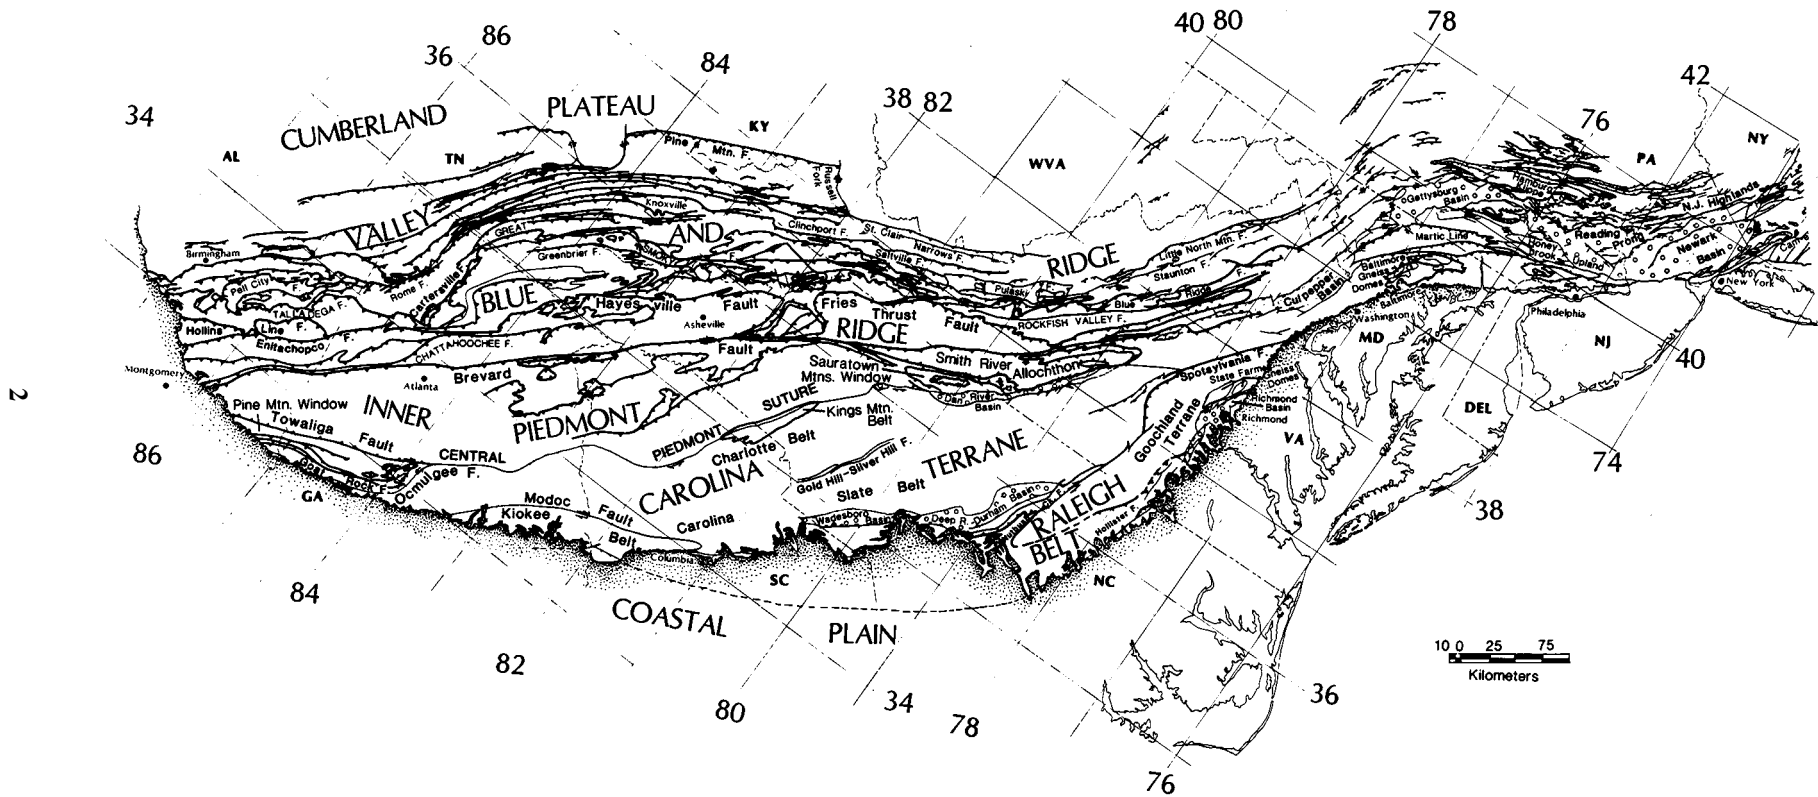 40 80
78
86
36
84
42
38 82
34
76
CUMBERLAND
PLATEAU
KY
NY
AL
TN
Pine Mtn. F.
WVA
PA
Russell
Fork
Hamburg
N.J. Highlands
Gettysburg
Basin
VALLEY
AND
RIDGE
Knoxville
GREAT
Clinchport F.
St. Clair
Narrows F.
Little North Mtn. F.
Martic Line
Reading
Prong
Newark
Basin
Honey
Brook
Upland
Birmingham
Greenbrier F.
Saltville F.
Staunton F.
Baltimore
Gneiss
Domes
Baltimore
Pell City
F.
Rome F.
Cartersville F.
TALLADEGA F.
BLUE
RIDGE
Hayes ville
Fault
Fries
Thrust
Fault
Pulasky F.
Blue
Ridge
F.
Culpepper
Basin
New York
Hollins
Line
F.
Enitachopco
F.
CHATTAHOOCHEE F.
Asheville
ROCKFISH VALLEY F.
Washington
Philadelphia
MD
NJ
40
Montgomery
Atlanta
Brevard
Fault
Sauratown
Mtns. Window
Smith River
Allochthon
Spotsylvania F.
State Farm
Gneiss
Domes
Dan River
Basin
Richmond
Basin
Richmond
DEL
Pine Mtn. Window
INNER
PIEDMONT
SUTURE
Kings Mtn.
Belt
Towaliga
Fault
CENTRAL
PIEDMONT
Charlotte Belt
Goochland
Terrane
VA
74
86
Goat
Rock F.
Ocmulgee F.
GA
CAROLINA
TERRANE
Gold Hill-Silver Hill F.
Slate Belt
Modoc
Fault
Kiokee
Belt
Carolina
Wadesboro
Basin
Deep R.
Durham
Basin
RALEIGH
BELT
Hollister F.
38
Columbia
SC
NC
84
COASTAL
PLAIN
82
10 0 25 75
Kilometers
36
80
34
78
76
2